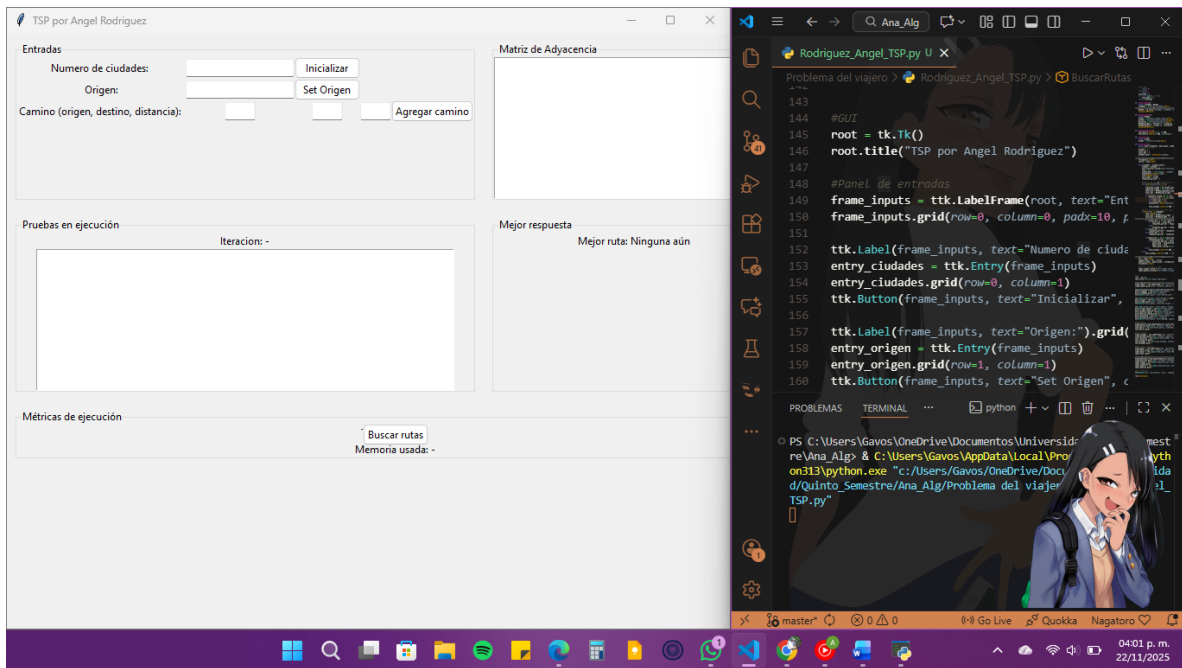 TSP por Angel Rodriguez
Entradas
Numero de ciudades:
Inicializar
Origen:
Set Origen
Camino (origen, destino, distancia):
Agregar camino
Matriz de Adyacencia
Pruebas en ejecución
Iteracion: -
Mejor respuesta
Mejor ruta: Ninguna aún
Métricas de ejecución
Buscar rutas
Memoria usada: -
Ana_Alg
Rodriguez_Angel_TSP.py U
Problema del viajero > Rodriguez_Angel_TSP.py > BuscarRutas
143
144 #GUI
145 root = tk.Tk()
146 root.title("TSP por Angel Rodriguez")
147
148 #Panel de entradas
149 frame_inputs = ttk.LabelFrame(root, text="Ent
150 frame_inputs.grid(row=0, column=0, padx=10, p
151
152 ttk.Label(frame_inputs, text="Numero de ciuda
153 entry_ciudades = ttk.Entry(frame_inputs)
154 entry_ciudades.grid(row=0, column=1)
155 ttk.Button(frame_inputs, text="Inicializar",
156
157 ttk.Label(frame_inputs, text="Origen:").grid(
158 entry_origen = ttk.Entry(frame_inputs)
159 entry_origen.grid(row=1, column=1)
160 ttk.Button(frame_inputs, text="Set Origen", c
PROBLEMAS TERMINAL ··· python
PS C:\Users\Gavos\OneDrive\Documentos\Universida mest
re\Ana_Alg> & C:\Users\Gavos\AppData\Local\Pro yth
on313\python.exe "c:/Users/Gavos/OneDrive/Docu ida
d/Quinto_Semestre/Ana_Alg/Problema del viajer el_
TSP.py"
41
1
master* 0 0 Go Live Quokka Nagatoro
1
A
04:01 p. m.
22/11/2025